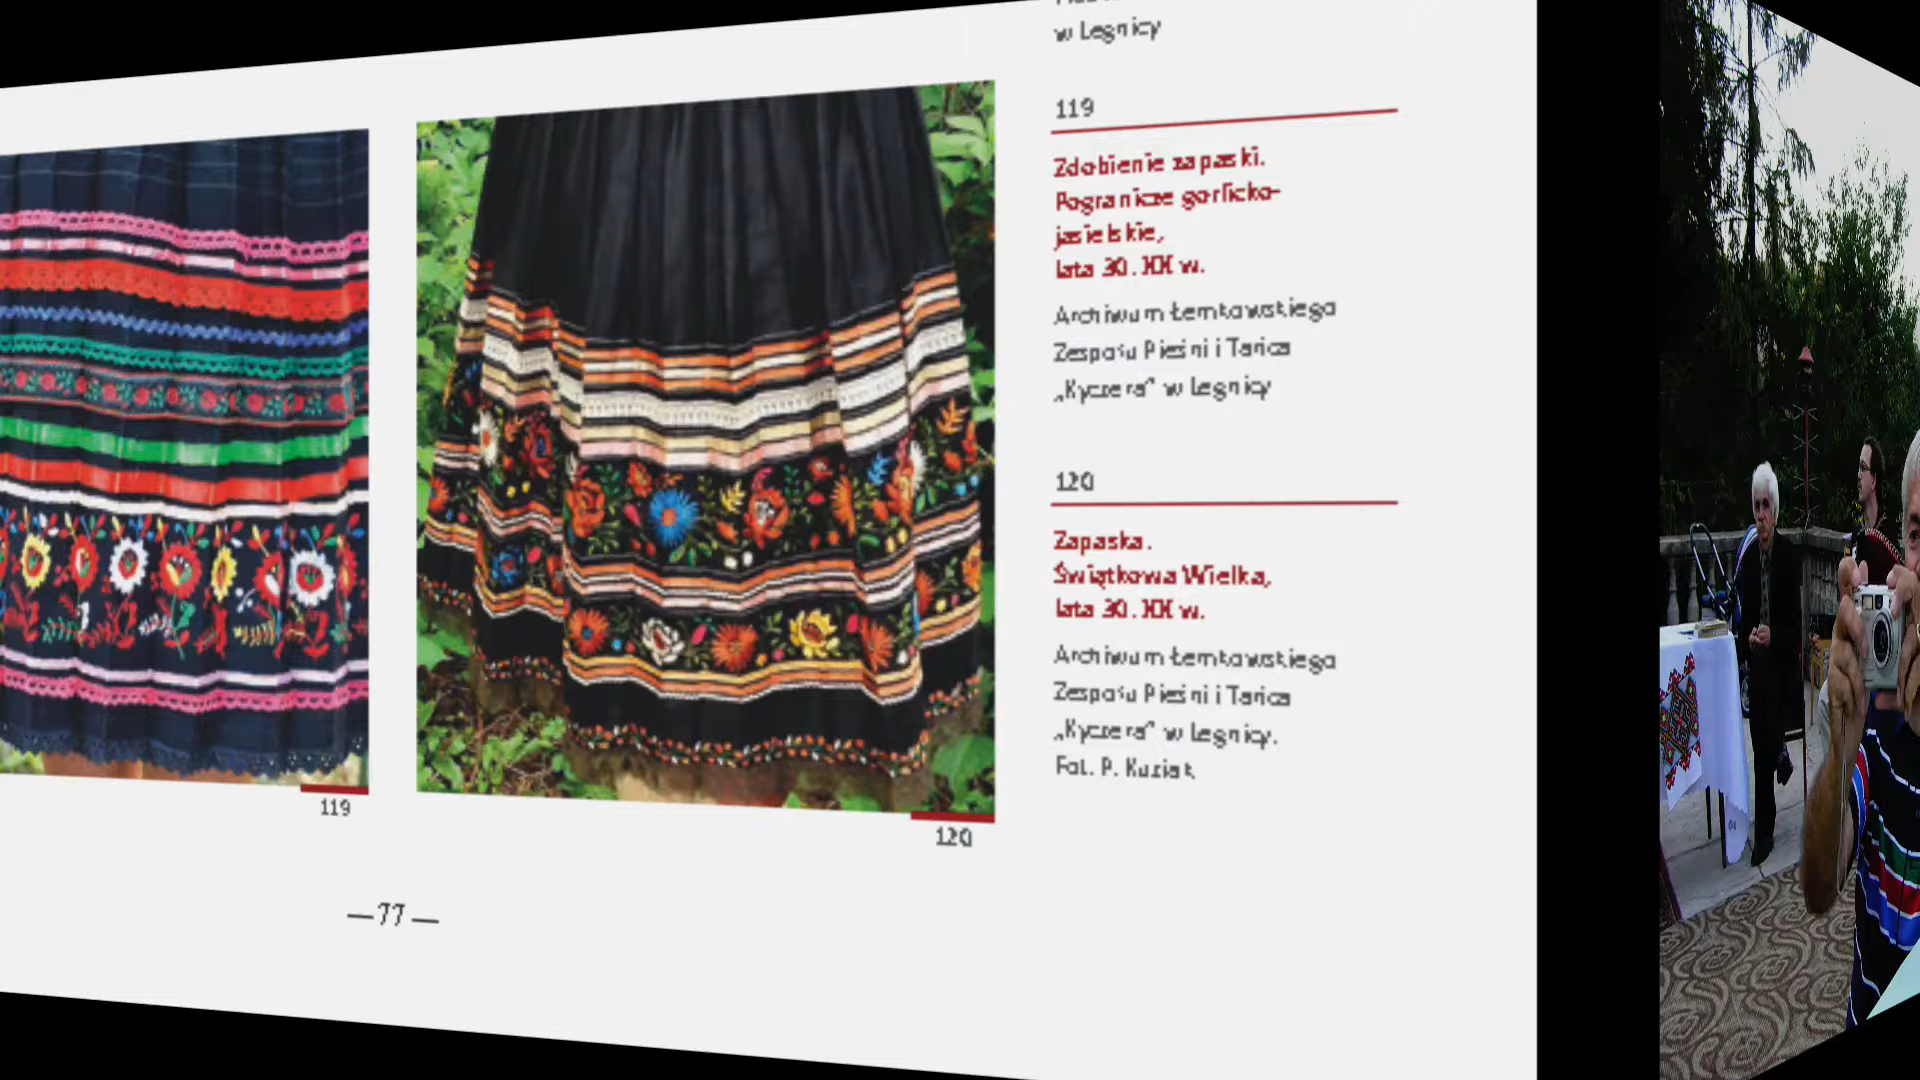 w Legnicy
119
Zdobienie zapaski.
Pogranicze gorlicko-
jasielskie,
lata 30. XX w.
Archiwum Łemkowskiego
Zespołu Pieśni i Tańca
„Kyczera” w Legnicy
120
Zapaska.
Świątkowa Wielka,
lata 30. XX w.
Archiwum Łemkowskiego
Zespołu Pieśni i Tańca
„Kyczera” w Legnicy.
Fot. P. Kuziak
119
120
— 77 —